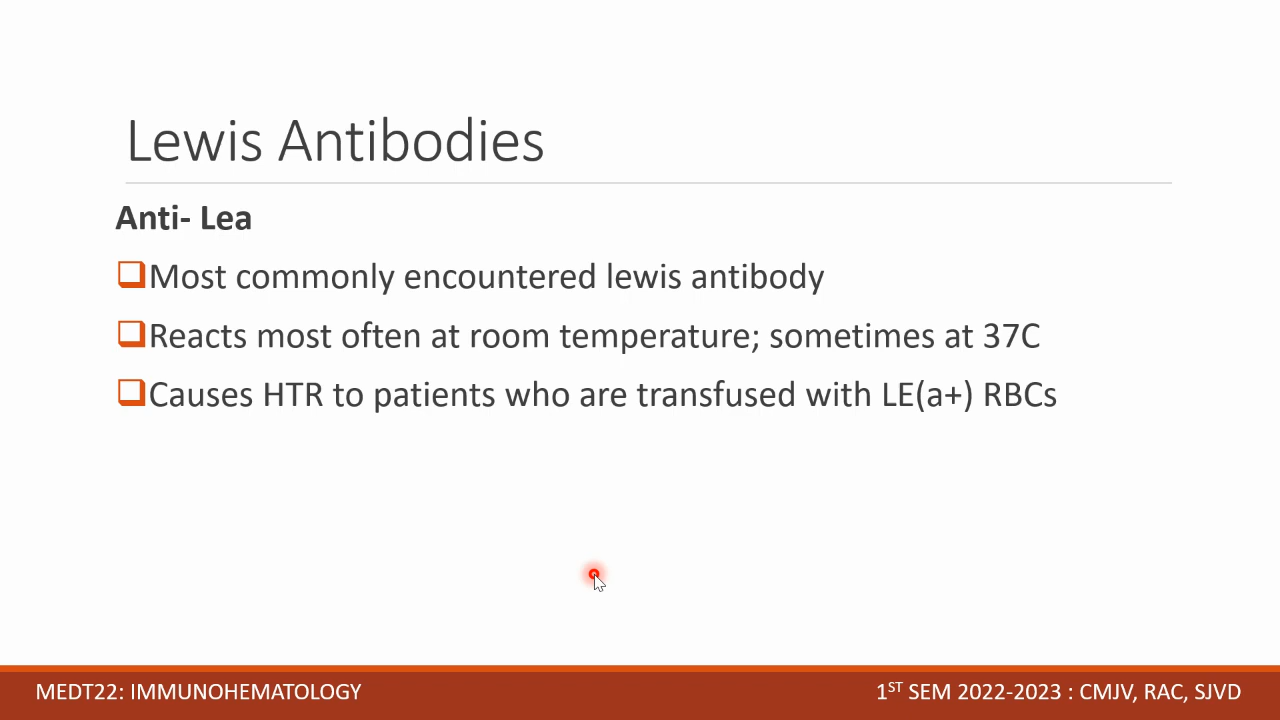 Lewis Antibodies
Anti- Lea
Most commonly encountered lewis antibody
Reacts most often at room temperature; sometimes at 37C
Causes HTR to patients who are transfused with LE(a+) RBCs
MEDT22: IMMUNOHEMATOLOGY
1ST SEM 2022-2023 : CMJV, RAC, SJVD